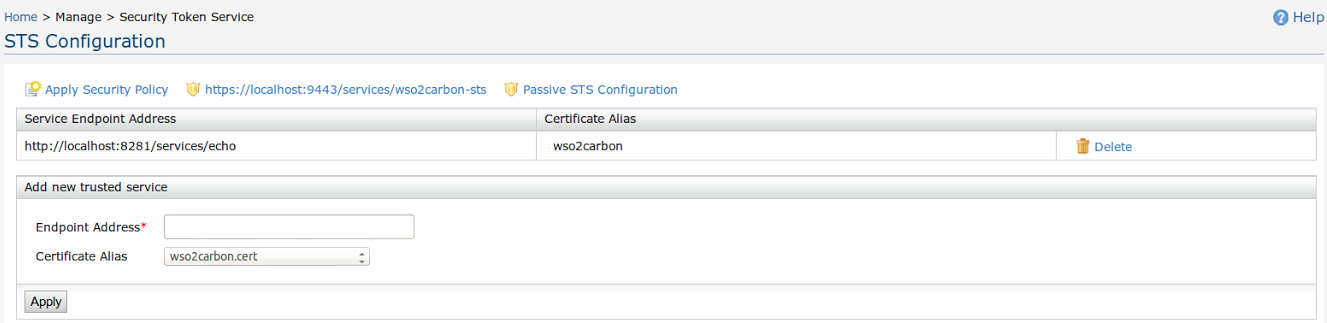 Home > Manage > Security Token Service
Help
STS Configuration
Apply Security Policy https://localhost:9443/services/wso2carbon-sts Passive STS Configuration
Service Endpoint Address Certificate Alias
http://localhost:8281/services/echo wso2carbon Delete
Add new trusted service
Endpoint Address*
Certificate Alias wso2carbon.cert
Apply